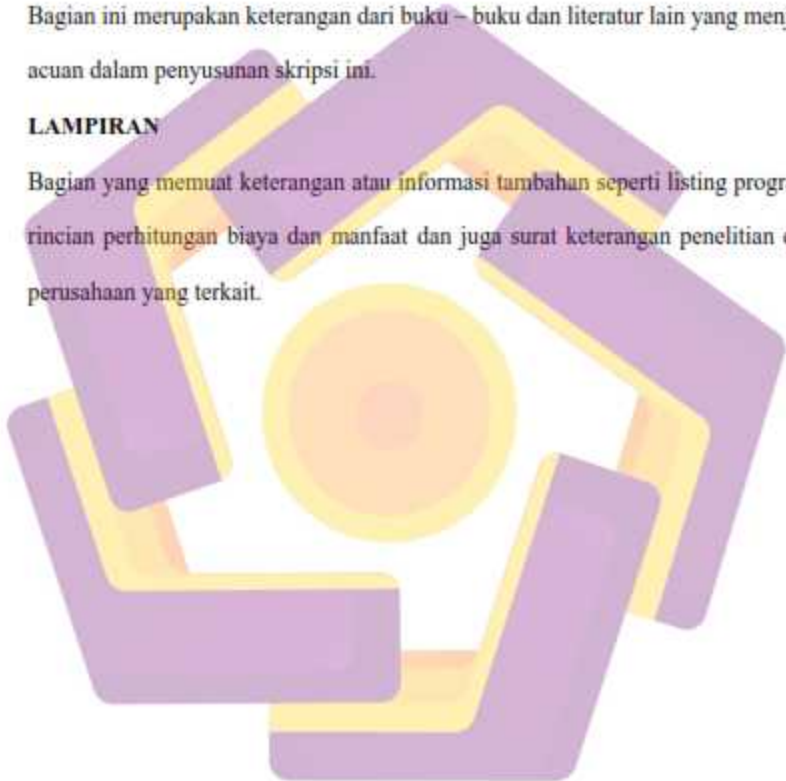 Bagian ini merupakan keterangan dari buku – buku dan literatur lain yang
acuan dalam penyusunan skripsi ini.
LAMPIRAN
Bagian yang memuat keterangan atau informasi tambahan seperti listing
rincian perhitungan biaya dan manfaat dan juga surat keterangan penelitian
perusahaan yang terkait.